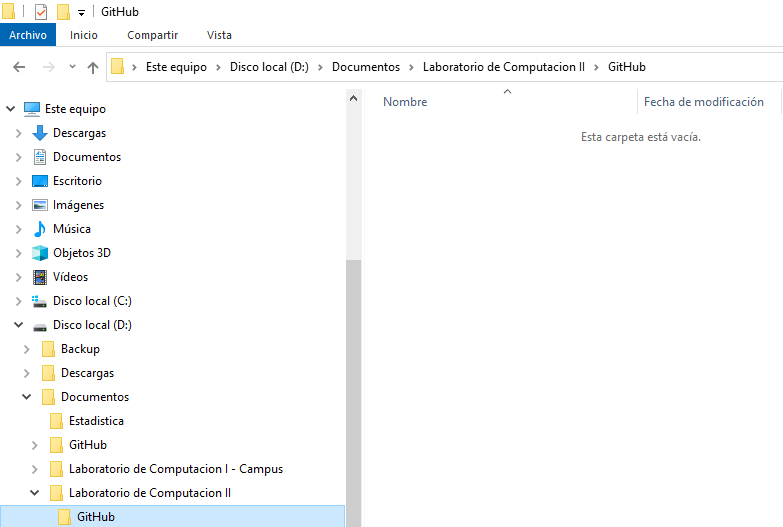 GitHub
Archivo Inicio Compartir Vista
Este equipo Disco local (D:) Documentos Laboratorio de Computacion II GitHub
Nombre Fecha de modificación
Esta carpeta está vacía.
Este equipo
Descargas
Documentos
Escritorio
Imágenes
Música
Objetos 3D
Vídeos
Disco local (C:)
Disco local (D:)
Backup
Descargas
Documentos
Estadistica
GitHub
Laboratorio de Computacion I - Campus
Laboratorio de Computacion II
GitHub